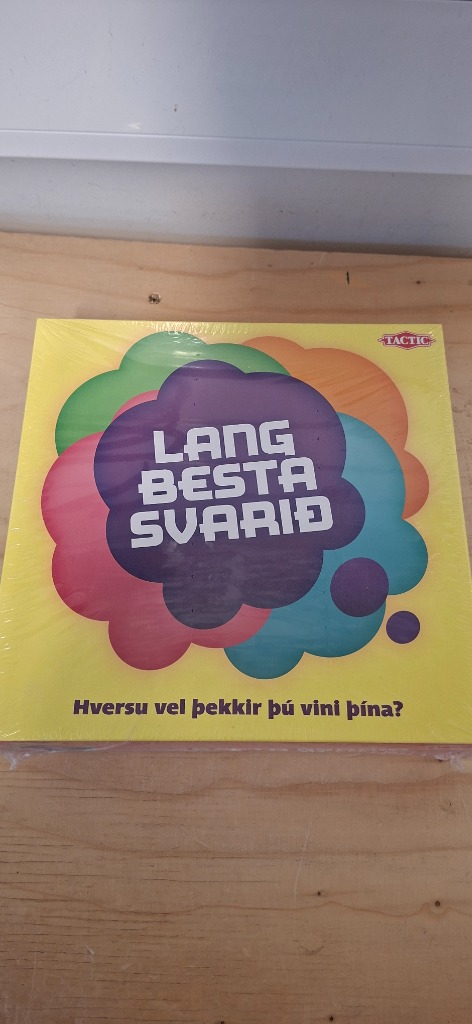 TACTIC
LANG
BESTA
SVARIÐ
Hversu vel þekkir þú vini þína?